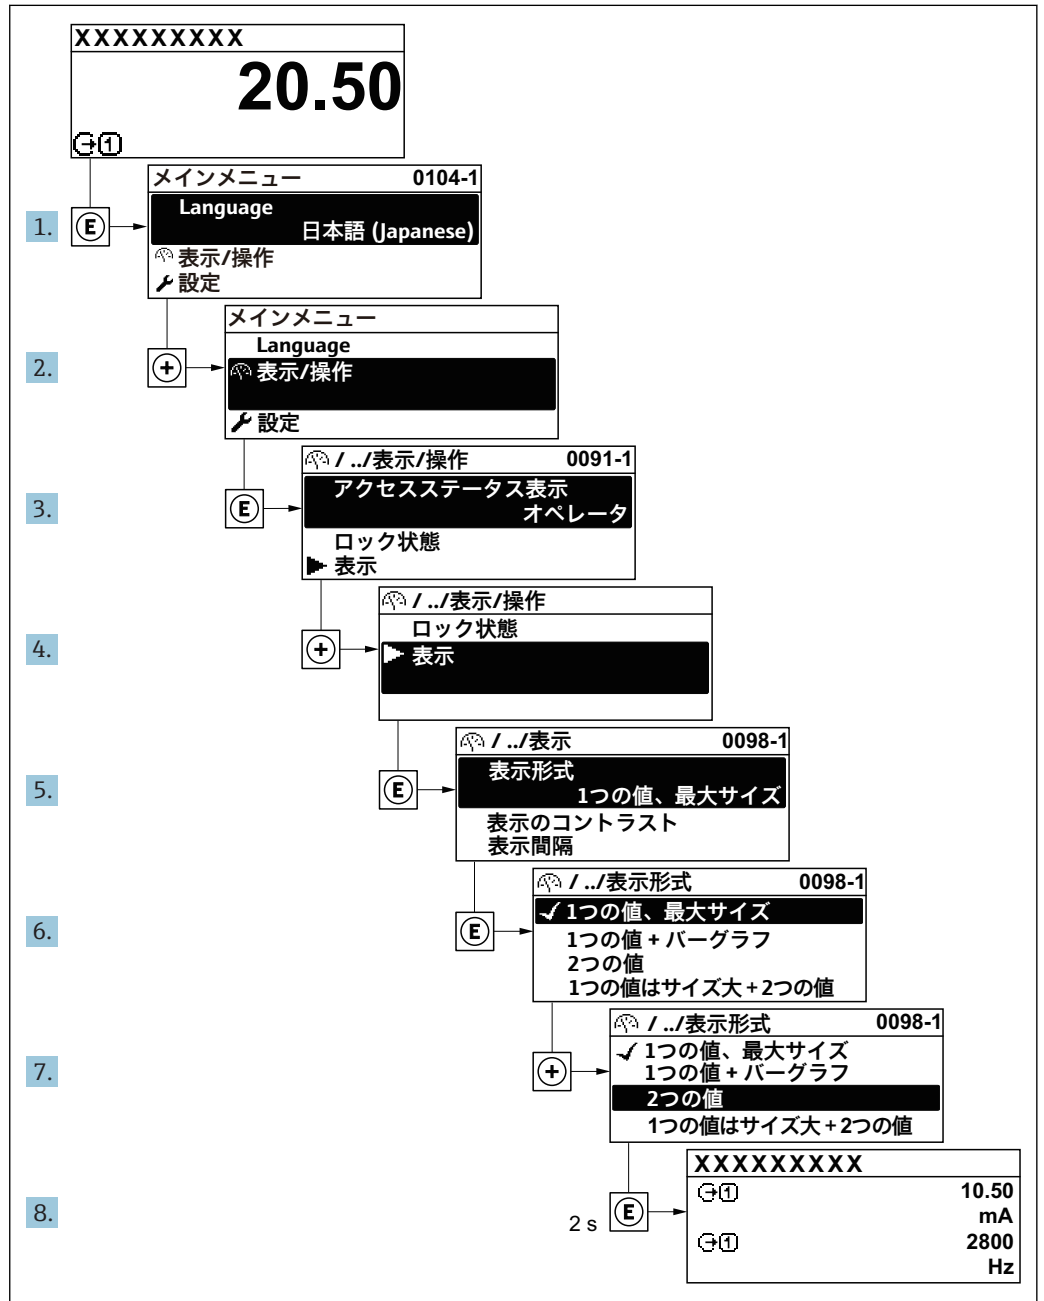 XXXXXXXXX
20.50
1
メインメニュー 0104-1
1. E Language
日本語 (Japanese)
表示/操作
設定
メインメニュー
Language
2. + 表示/操作
設定
/ ../表示/操作 0091-1
アクセスステータス表示
3. E オペレータ
ロック状態
表示
/ ../表示/操作
ロック状態
4. + 表示
/ ../表示 0098-1
表示形式
5. E 1つの値、最大サイズ
表示のコントラスト
表示間隔
/ ../表示形式 0098-1
1つの値、最大サイズ
6. E 1つの値 + バーグラフ
2つの値
1つの値はサイズ大 + 2つの値
/ ../表示形式 0098-1
1つの値、最大サイズ
7. + 1つの値 + バーグラフ
2つの値
1つの値はサイズ大 + 2つの値
XXXXXXXXX
1 10.50
8. 2 s E mA
1 2800
Hz